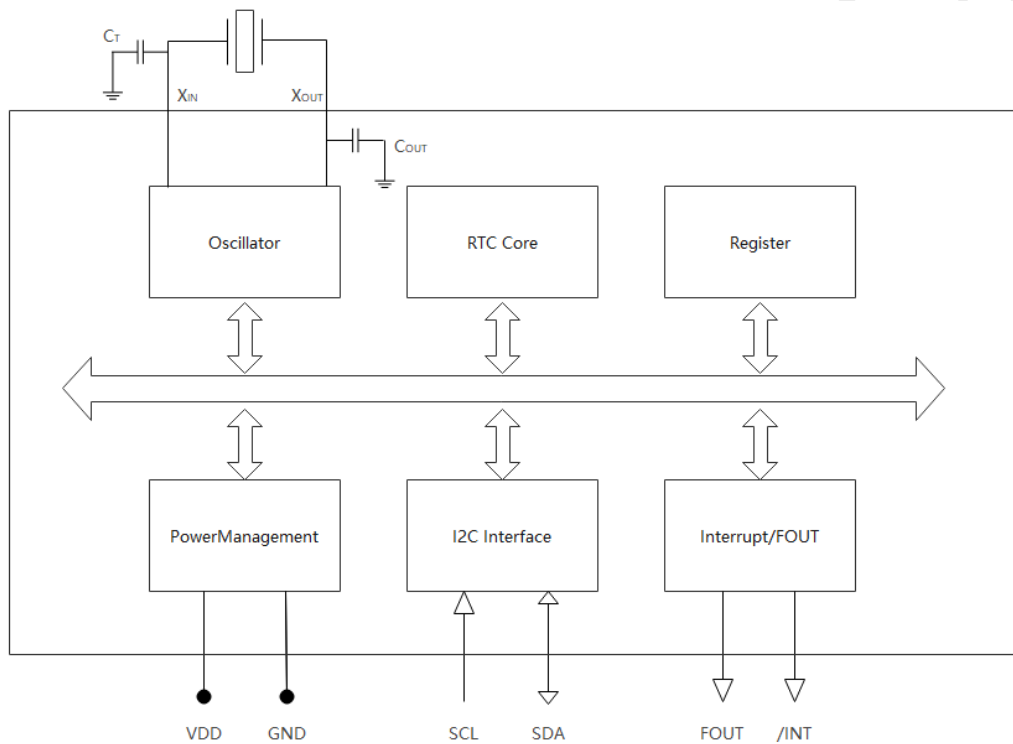 CT
XIN
XOUT
COUT
Oscillator
RTC Core
Register
PowerManagement
I2C Interface
Interrupt/FOUT
VDD
GND
SCL
SDA
FOUT
/INT